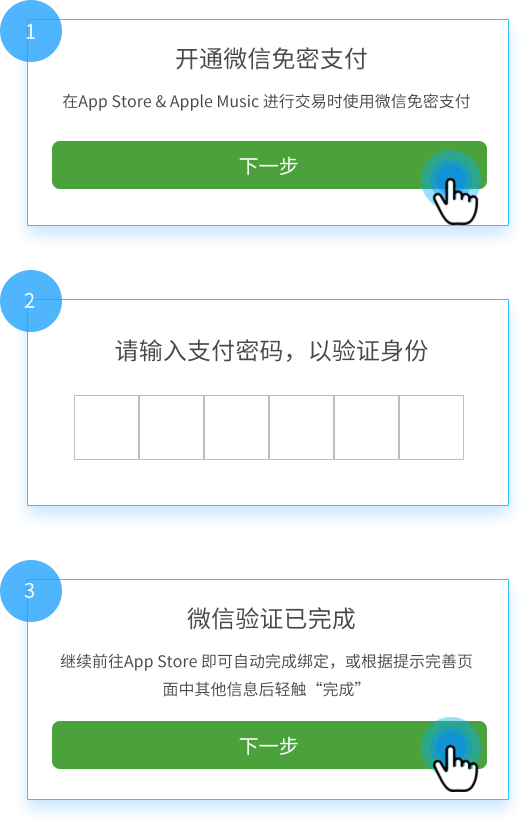 1
开通微信免密支付
在App Store & Apple Music 进行交易时使用微信免密支付
下一步
2
请输入支付密码，以验证身份
3
微信验证已完成
继续前往App Store 即可自动完成绑定，或根据提示完善页
面中其他信息后轻触“完成”
下一步